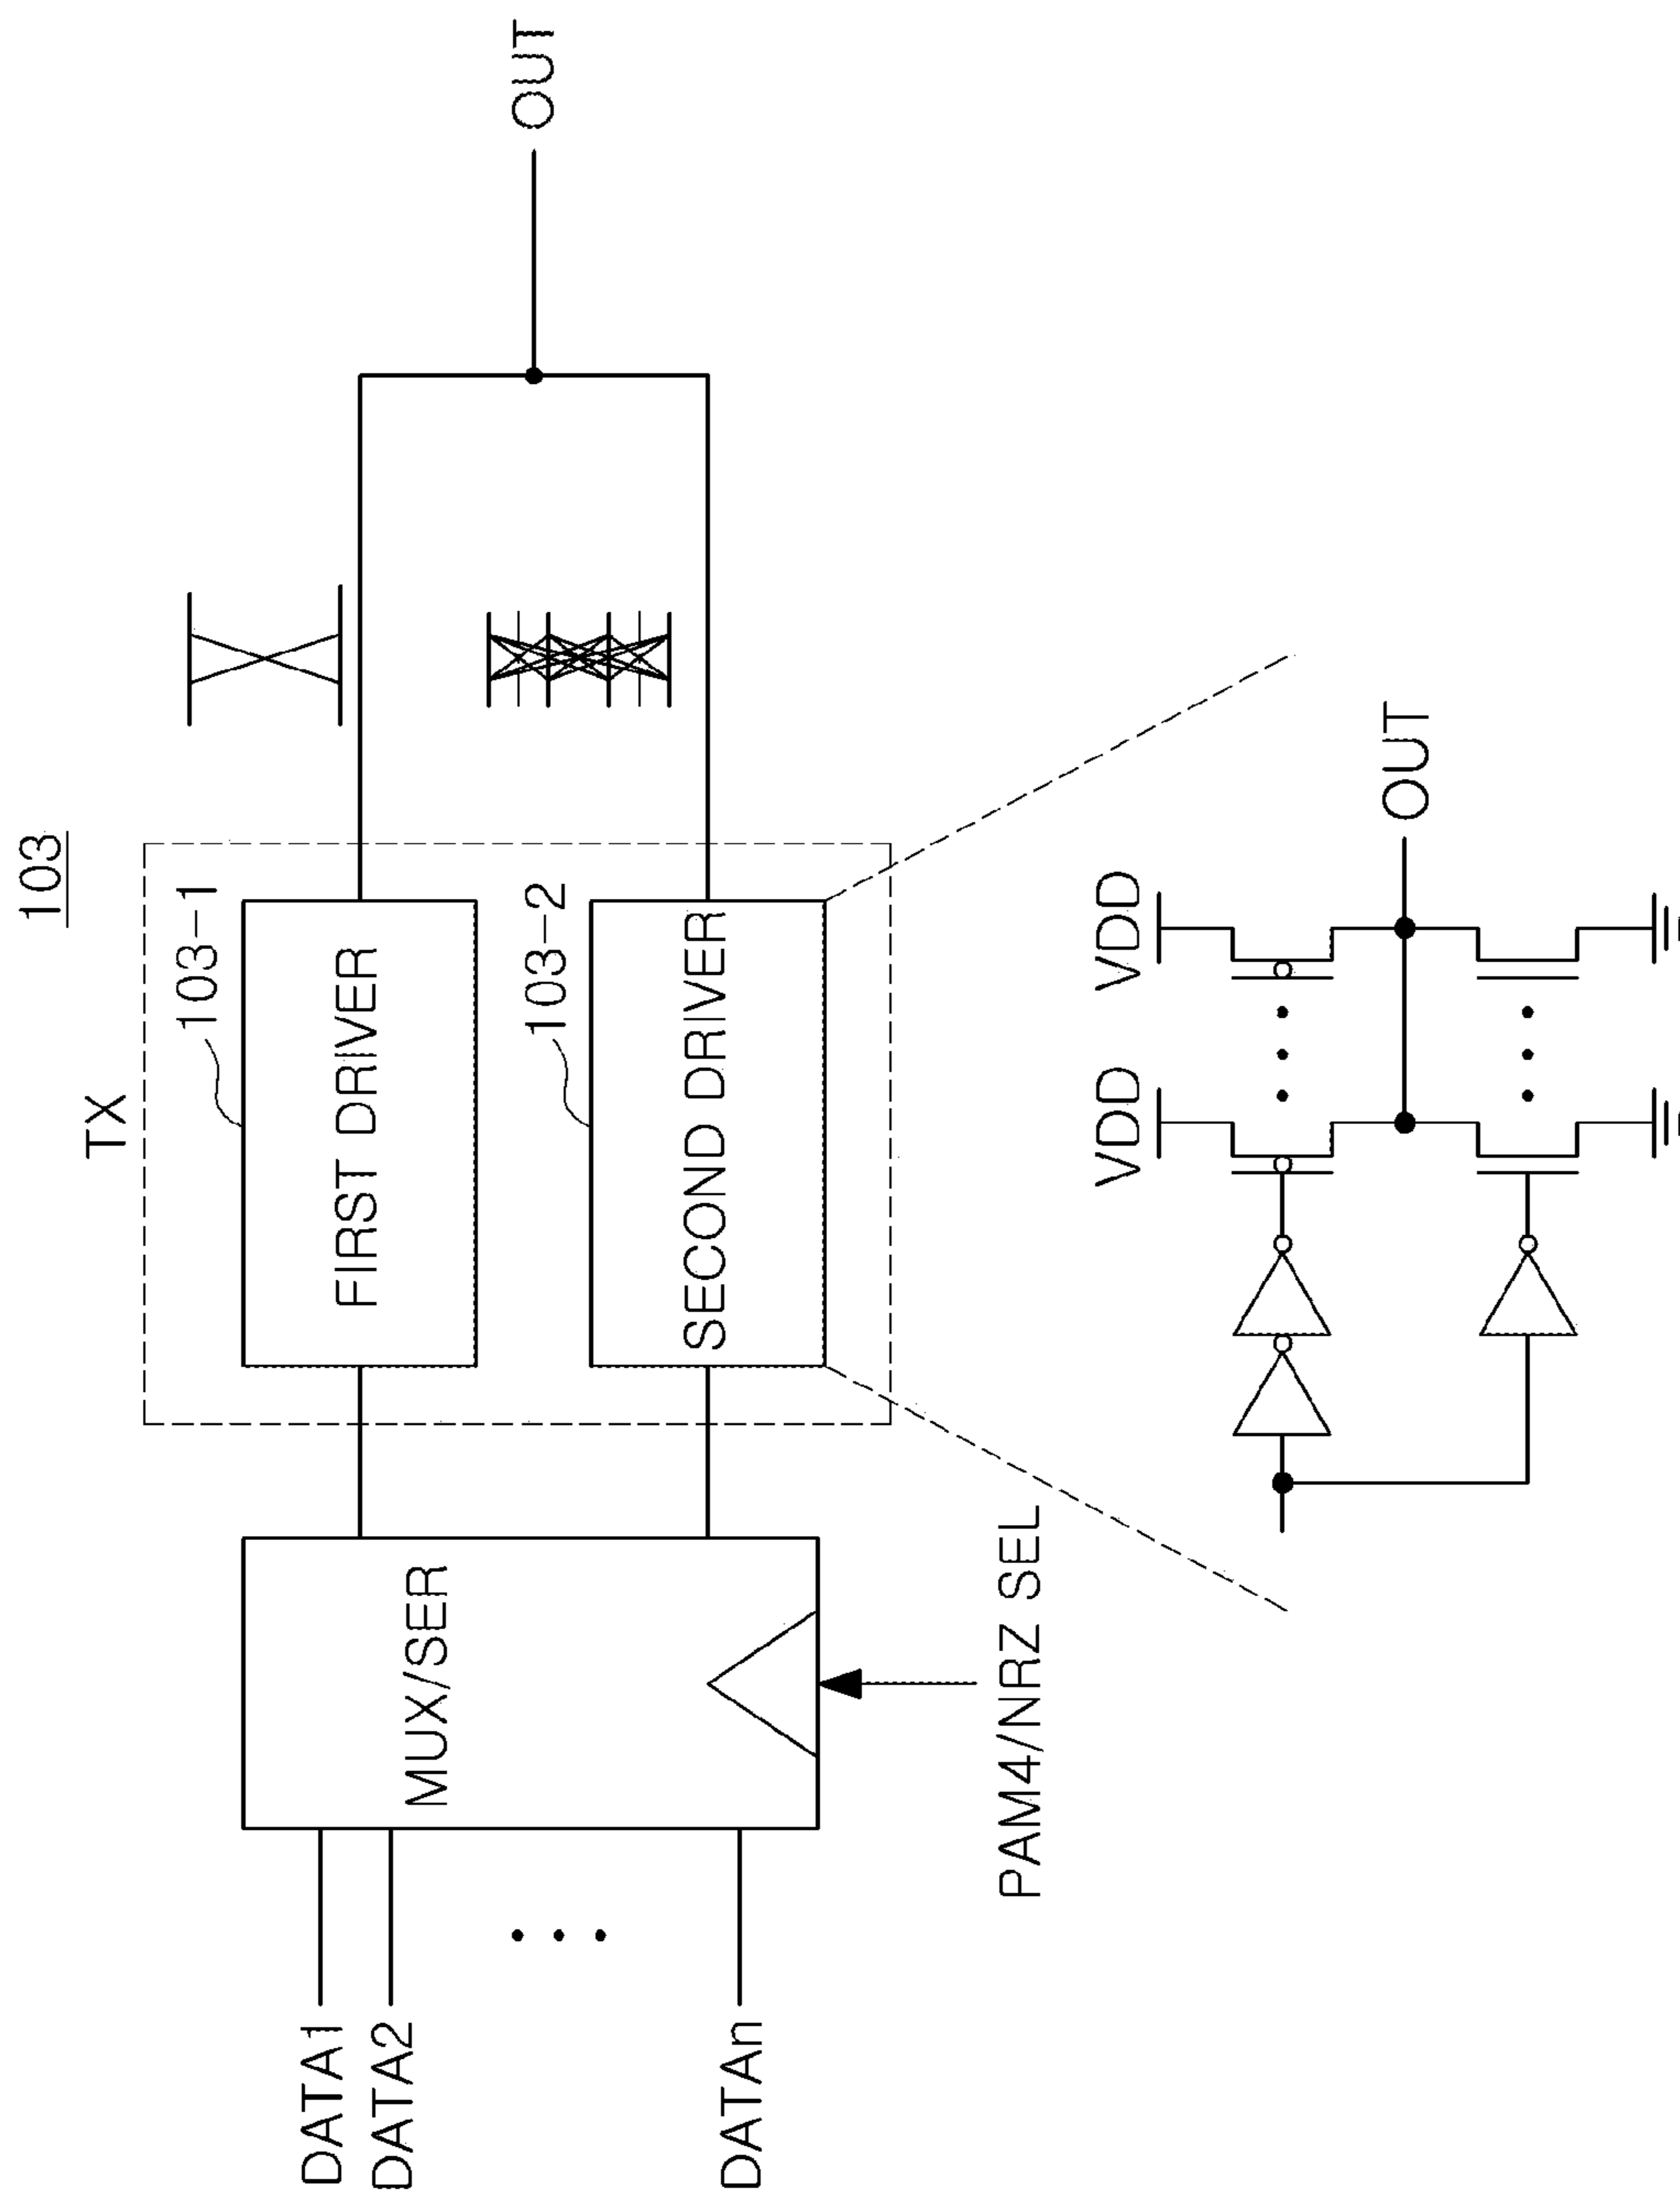 103
TX
103-1
FIRST DRIVER
103-2
SECOND DRIVER
OUT
DATA1
DATA2
DATAn
MUX/SER
PAM4/NRZ SEL
VDD
VDD
OUT